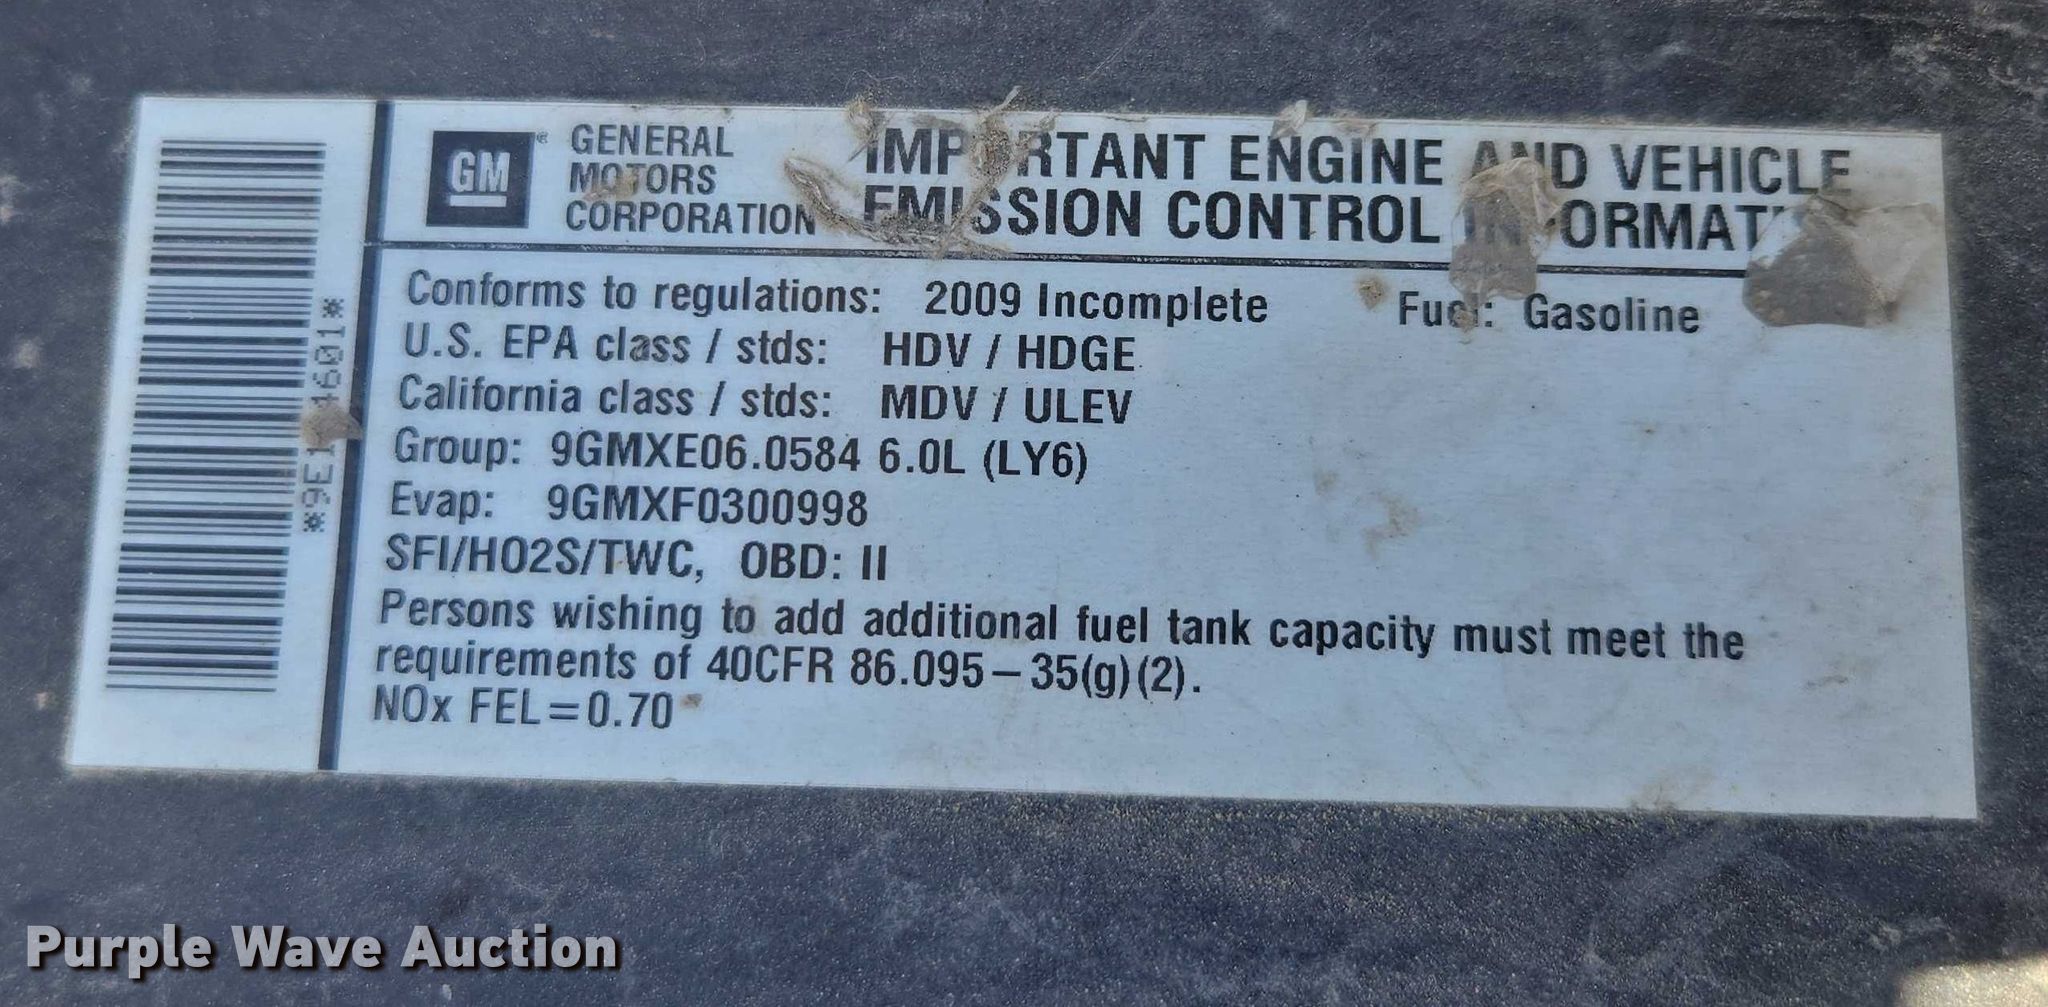 GM
GENERAL
MOTORS
CORPORATION
IMPORTANT ENGINE AND VEHICLE
EMISSION CONTROL INFORMATI
Conforms to regulations: 2009 Incomplete Fuel: Gasoline
U.S. EPA class / stds: HDV / HDGE
California class / stds: MDV / ULEV
Group: 9GMXE06.0584 6.0L (LY6)
Evap: 9GMXF0300998
SFI/HO2S/TWC, OBD: II
Persons wishing to add additional fuel tank capacity must meet the
requirements of 40CFR 86.095–35(g)(2).
NOx FEL=0.70
Purple Wave Auction